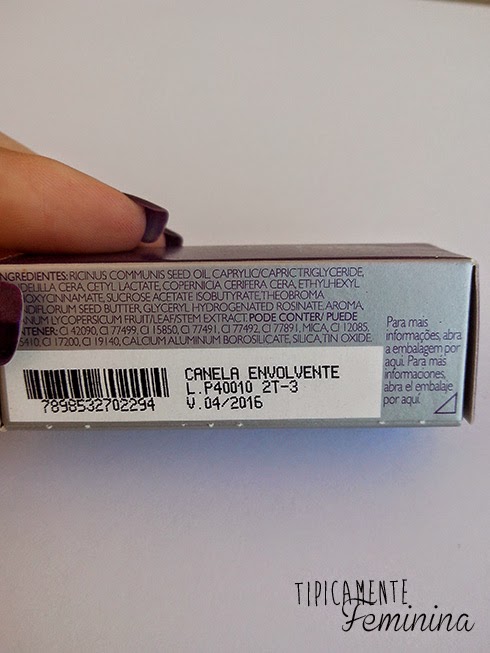 INGREDIENTES: RICINUS COMMUNIS SEED OIL, CAPRYLIC/CAPRIC TRIGLYCERIDE,
CERA, CETYL LACTATE, COPERNICIA CERIFERA CERA, ETHYLHEXYL
SUCROSE ACETATE ISOBUTYRATE, THEOBROMA
SEED BUTTER, GLYCERYL HYDROGENATED ROSINATE, AROMA,
LYCOPERSICUM FRUIT/LEAF/STEM EXTRACT. PODE CONTER/ PUEDE
CI 42090, CI 77499, CI 15850, CI 77491, CI 77492, CI 77891, MICA, CI 12085,
CI 17200, CI 19140, CALCIUM ALUMINUM BOROSILICATE, SILICA, TIN OXIDE.
7898532702294
CANELA ENVOLVENTE
L.P40010 2T-3
V.04/2016
Para mais
informações, abra
a embalagem por
aqui. Para más
informaciones,
abra el embalaje
por aquí.
TIPICAMENTE
Feminina